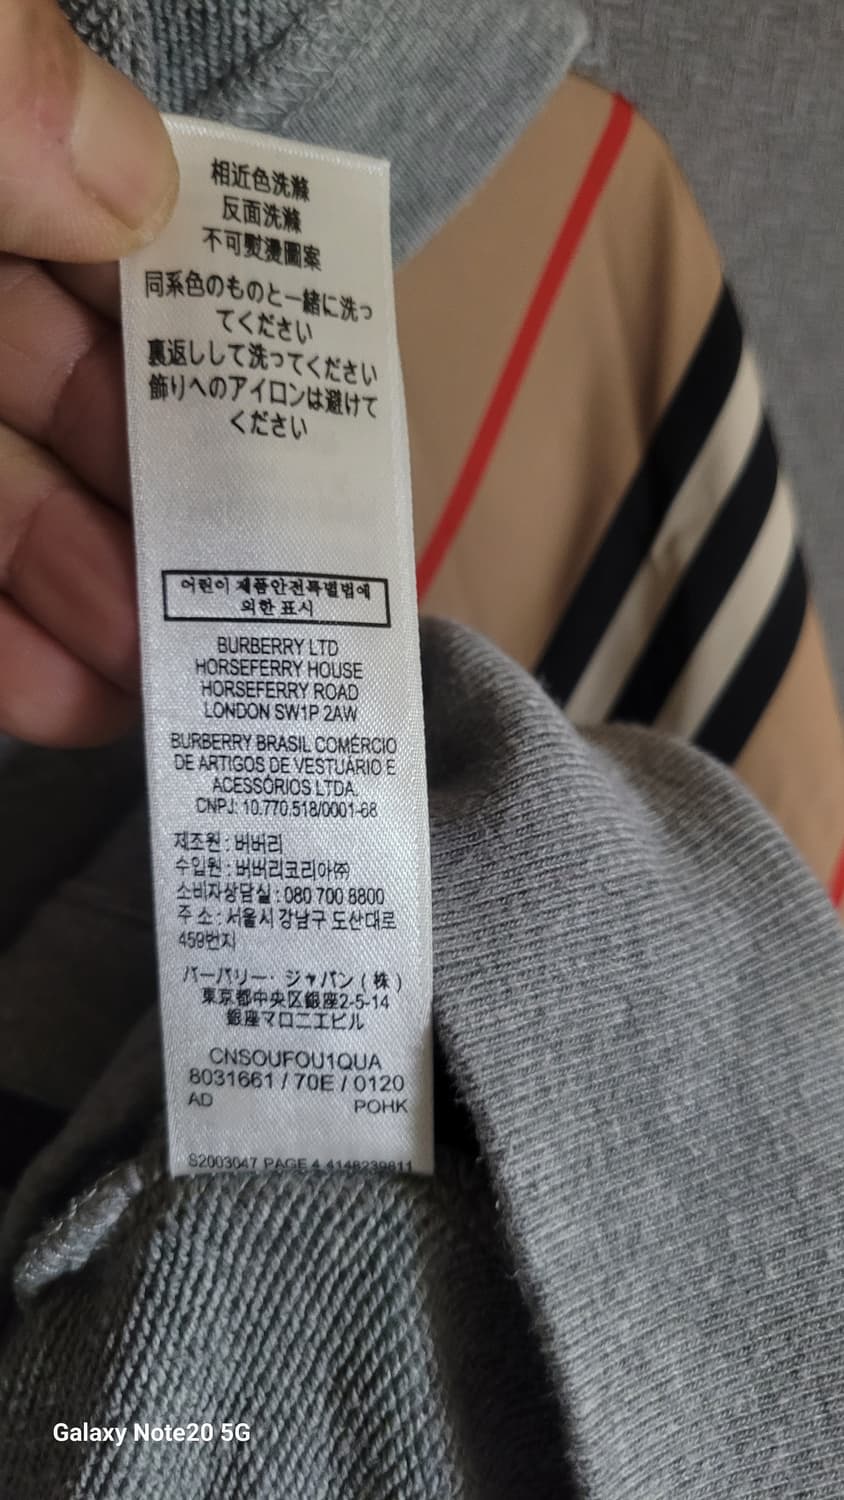 相近色洗滌
反面洗滌
不可熨燙圖案
同系色のものと一緒に洗っ
てください
裏返しして洗ってください
飾りへのアイロンは避けて
ください
어린이 제품안전특별법에
의한 표시
BURBERRY LTD
HORSEFERRY HOUSE
HORSEFERRY ROAD
LONDON SW1P 2AW
BURBERRY BRASIL COMÉRCIO
DE ARTIGOS DE VESTUÁRIO E
ACESSÓRIOS LTDA.
CNPJ: 10.770.518/0001-68
제조원 : 버버리
수입원 : 버버리코리아㈜
소비자상담실 : 080 700 8800
주 소 : 서울시 강남구 도산대로
459번지
バーバリー・ジャパン ( 株 )
東京都中央区銀座2-5-14
銀座マロニエビル
CNSOUFOU1QUA
8031661 / 70E / 0120
AD POHK
S2003047 PAGE 4 4148239811
Galaxy Note20 5G